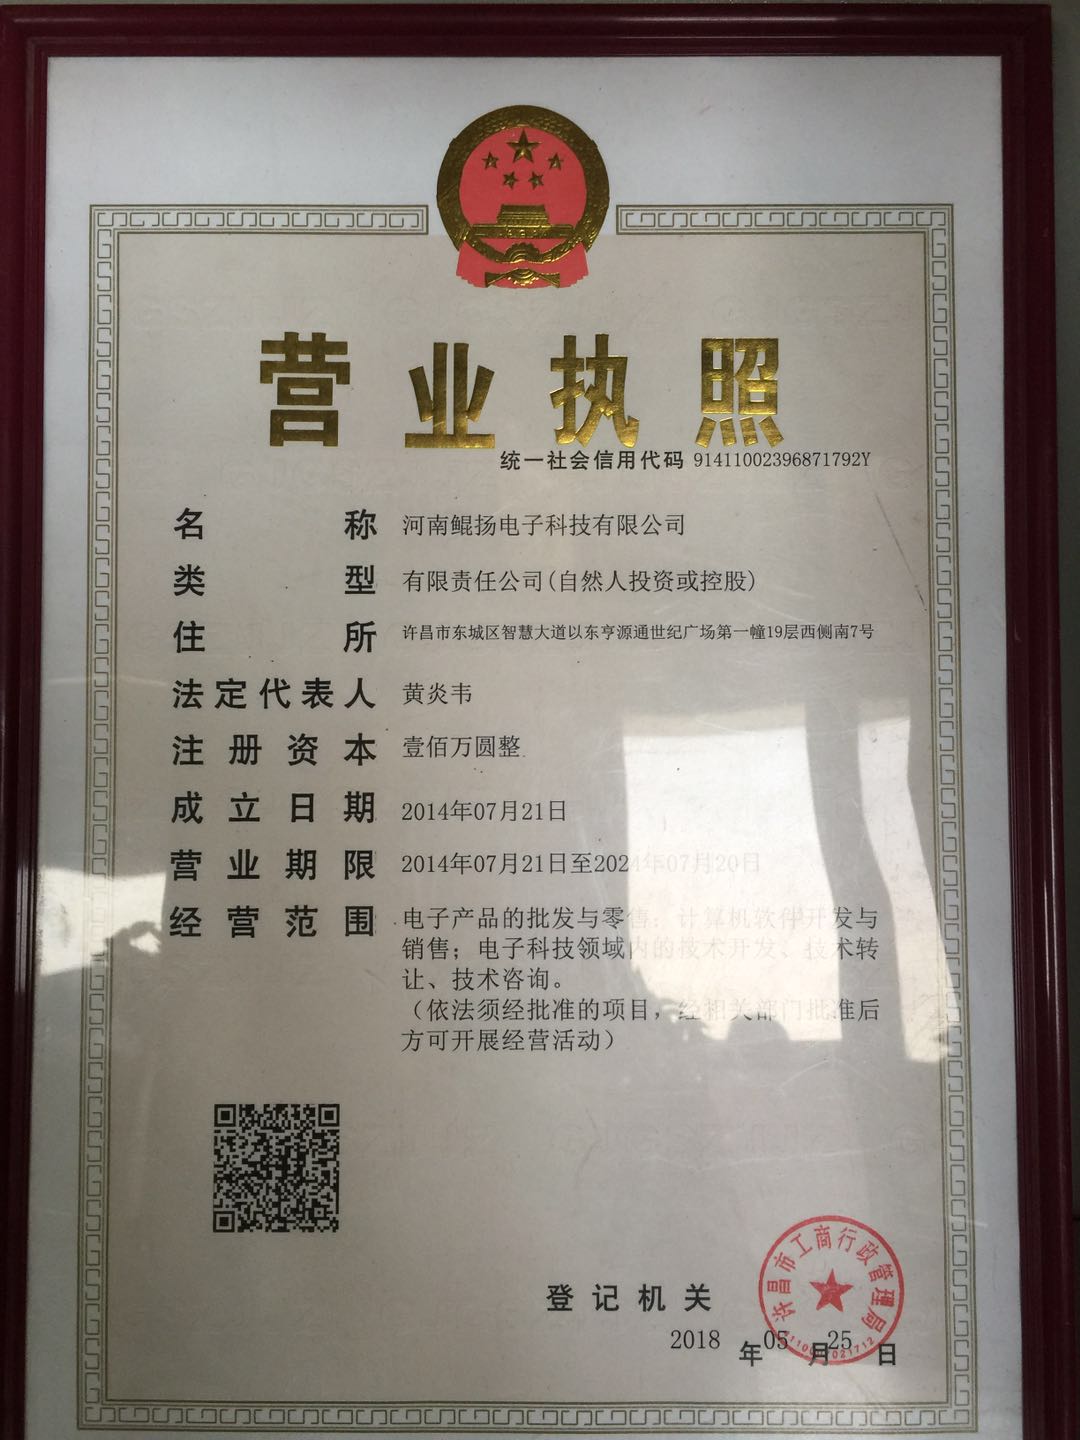 营业执照
统一社会信用代码 91411002396871792Y
名称 河南鲲扬电子科技有限公司
类型 有限责任公司(自然人投资或控股)
住所 许昌市东城区智慧大道以东亨源通世纪广场第一幢19层西侧南7号
法定代表人 黄炎韦
注册资本 壹佰万圆整
成立日期 2014年07月21日
营业期限 2014年07月21日至2024年07月20日
经营范围 电子产品的批发与零售；计算机软件开发与
销售；电子科技领域内的技术开发、技术转
让、技术咨询。
（依法须经批准的项目，经相关部门批准后
方可开展经营活动）
许昌市工商行政管理局
登记机关
2018年05月25日